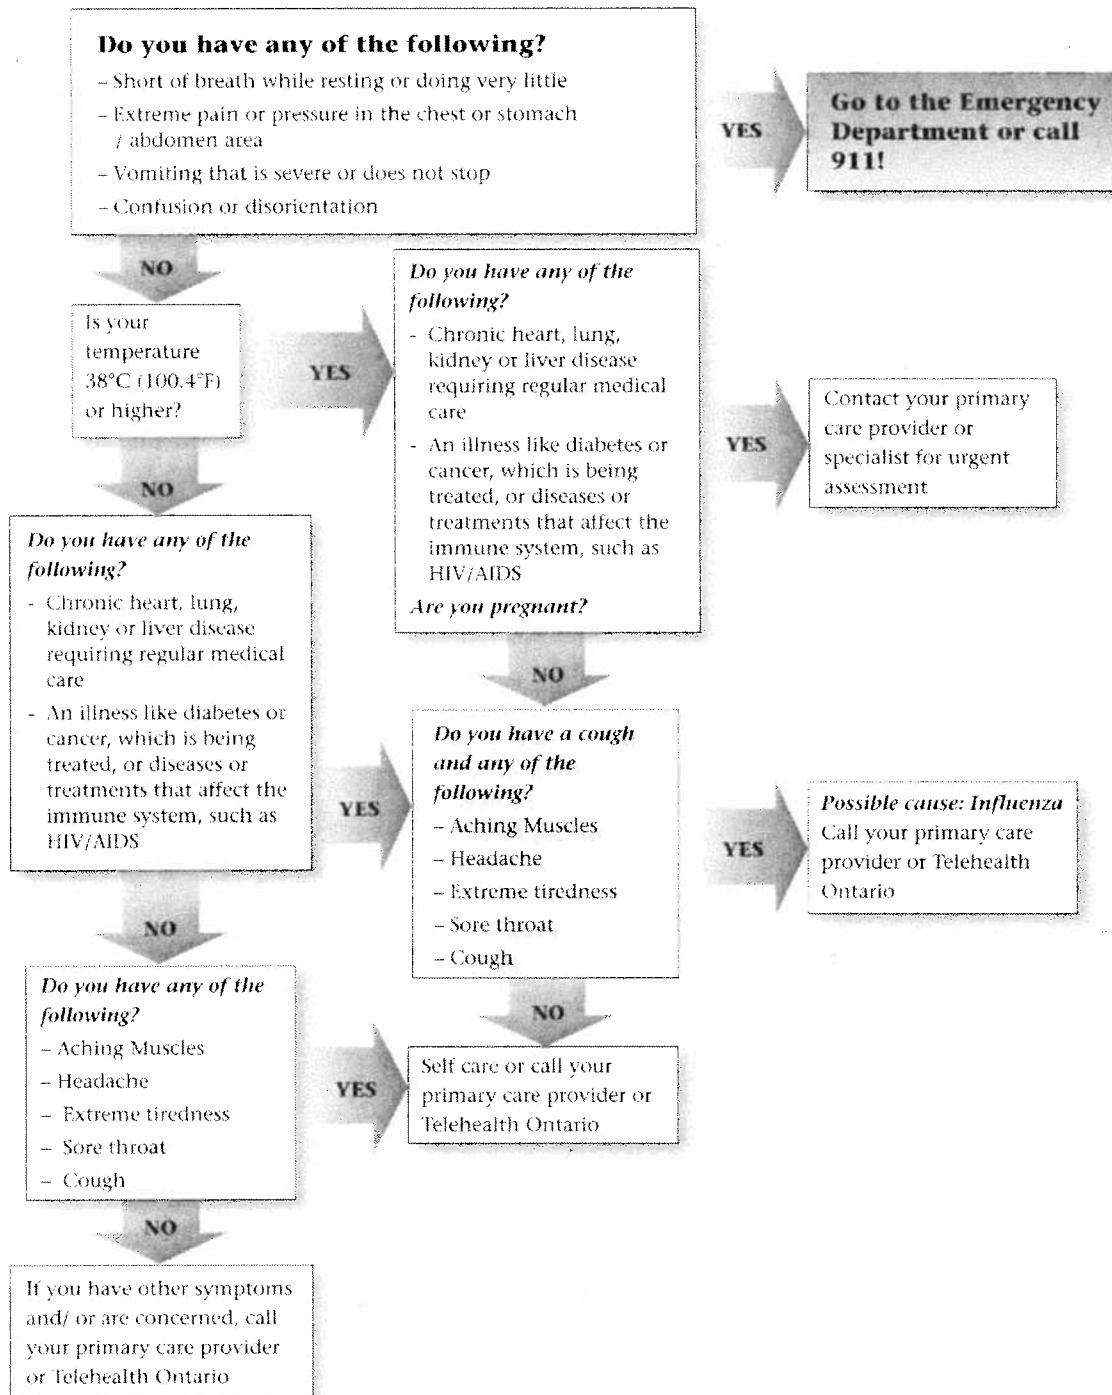 Do you have any of the following?
– Short of breath while resting or doing very little
– Extreme pain or pressure in the chest or stomach
/ abdomen area
– Vomiting that is severe or does not stop
– Confusion or disorientation
YES
Go to the Emergency
Department or call
911!
NO
Is your
temperature
38°C (100.4°F)
or higher?
YES
Do you have any of the
following?
- Chronic heart, lung,
kidney or liver disease
requiring regular medical
care
- An illness like diabetes or
cancer, which is being
treated, or diseases or
treatments that affect the
immune system, such as
HIV/AIDS
Are you pregnant?
YES
Contact your primary
care provider or
specialist for urgent
assessment
NO
Do you have any of the
following?
- Chronic heart, lung,
kidney or liver disease
requiring regular medical
care
- An illness like diabetes or
cancer, which is being
treated, or diseases or
treatments that affect the
immune system, such as
HIV/AIDS
YES
NO
Do you have a cough
and any of the
following?
– Aching Muscles
– Headache
– Extreme tiredness
– Sore throat
– Cough
YES
Possible cause: Influenza
Call your primary care
provider or Telehealth
Ontario
NO
Do you have any of the
following?
– Aching Muscles
– Headache
– Extreme tiredness
– Sore throat
– Cough
YES
NO
Self care or call your
primary care provider or
Telehealth Ontario
NO
If you have other symptoms
and/ or are concerned, call
your primary care provider
or Telehealth Ontario